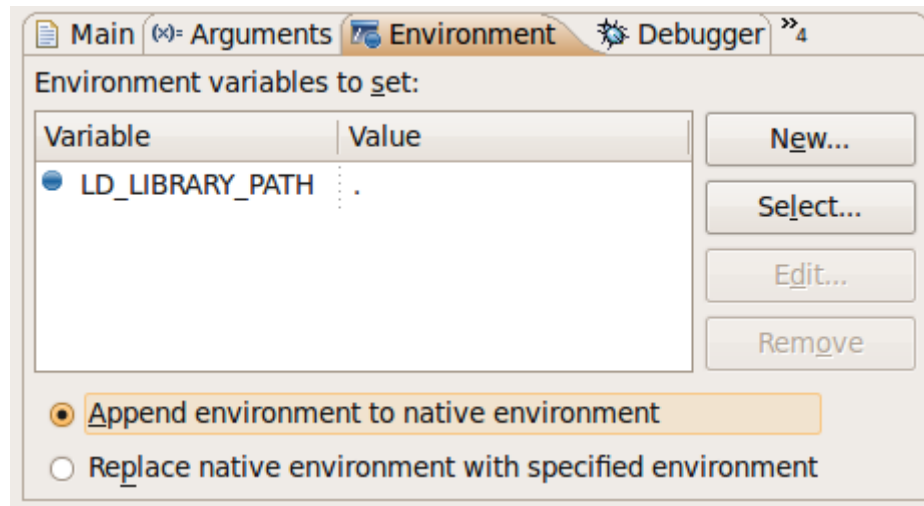 Main (x)= Arguments Environment Debugger »4
Environment variables to set:
Variable Value
New...
LD_LIBRARY_PATH .
Select...
Edit...
Remove
Append environment to native environment
Replace native environment with specified environment